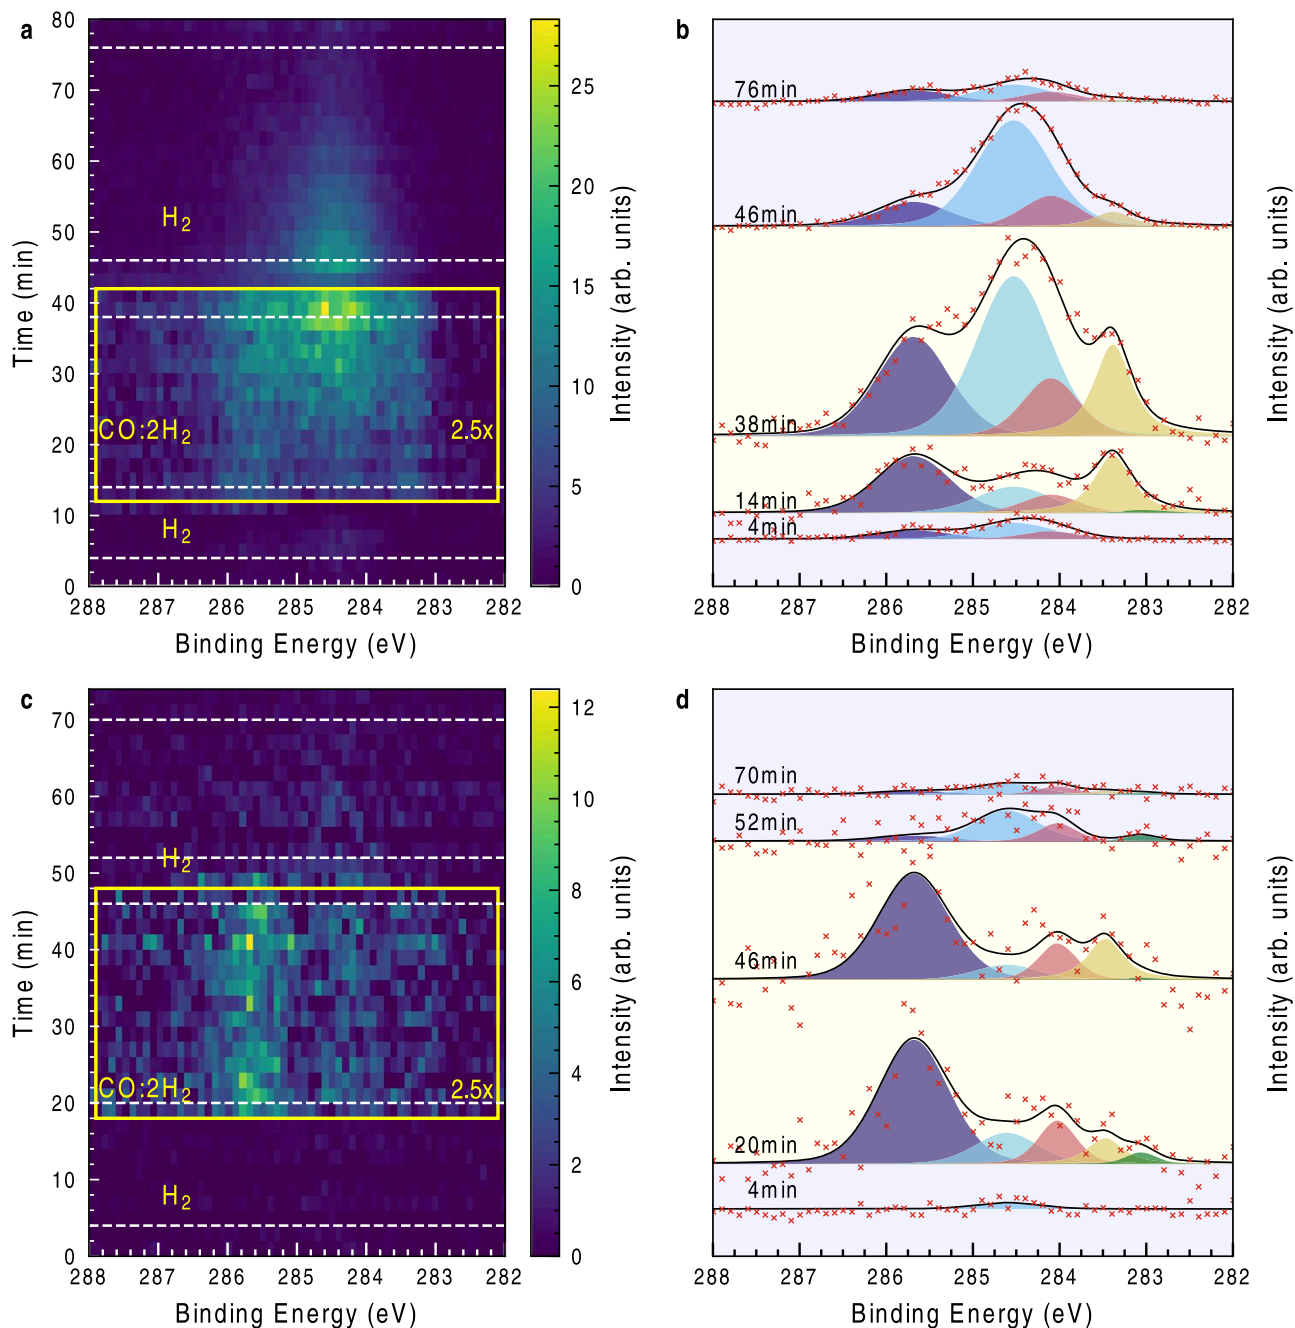 a
80
70
60
50
40
30
20
10
0
H₂
CO:2H₂
2.5x
H₂
288 287 286 285 284 283 282
Binding Energy (eV)
Time (min)
25
20
15
10
5
0
Intensity (arb. units)
b
76min
46min
38min
14min
4min
288 287 286 285 284 283 282
Binding Energy (eV)
Intensity (arb. units)
c
70
60
50
40
30
20
10
0
H₂
CO:2H₂
2.5x
H₂
288 287 286 285 284 283 282
Binding Energy (eV)
Time (min)
12
10
8
6
4
2
0
Intensity (arb. units)
d
70min
52min
46min
20min
4min
288 287 286 285 284 283 282
Binding Energy (eV)
Intensity (arb. units)